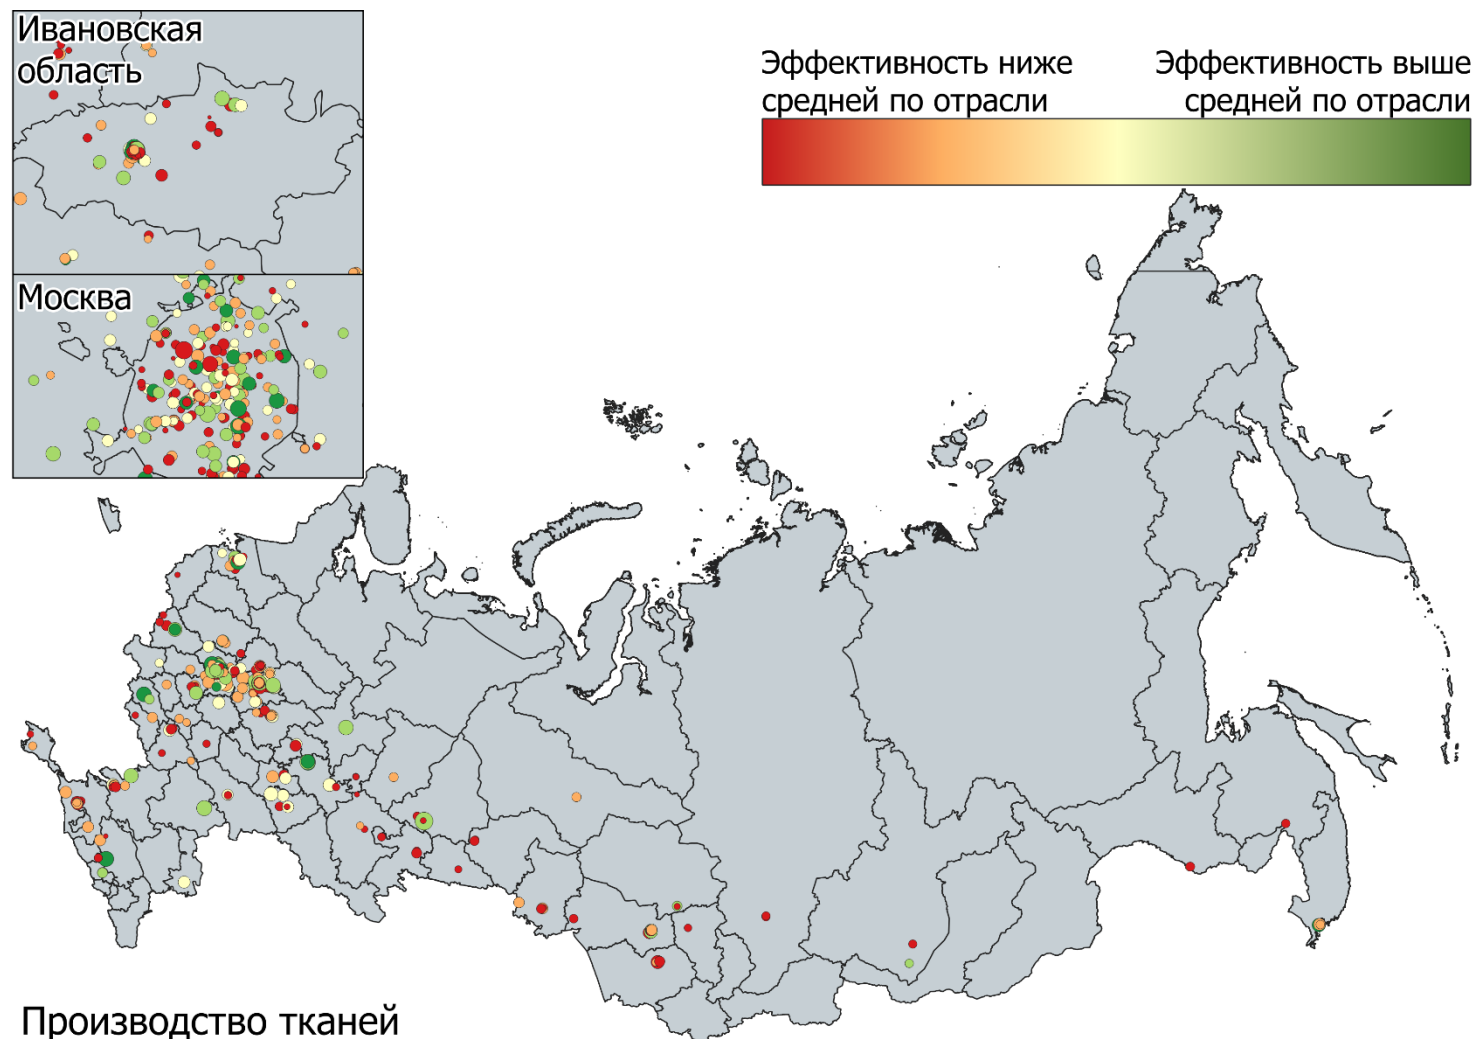 Ивановская
область
Москва
Эффективность ниже
средней по отрасли
Эффективность выше
средней по отрасли
Производство тканей